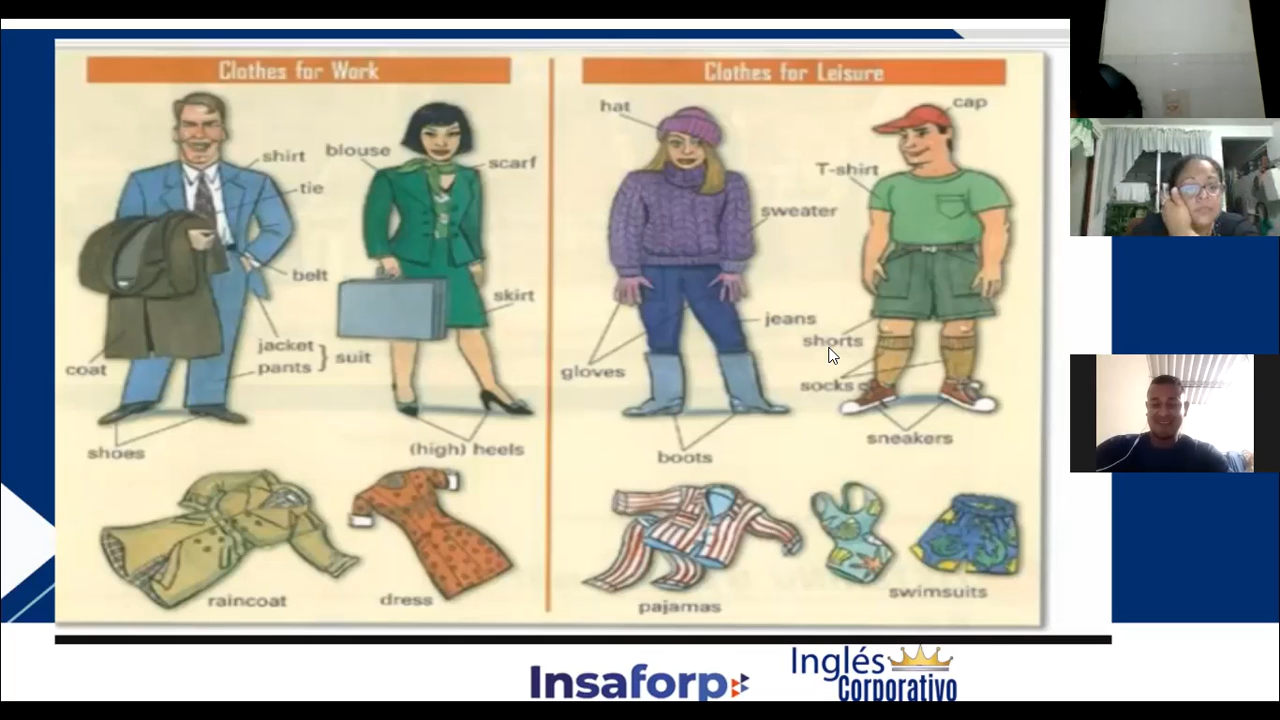 Clothes for Work
shirt
blouse
scarf
tie
belt
skirt
jacket
pants
suit
coat
shoes
(high) heels
raincoat
dress
Clothes for Leisure
hat
cap
T-shirt
sweater
jeans
shorts
gloves
socks
sneakers
boots
pajamas
swimsuits
Insaforp
Inglés
Corporativo